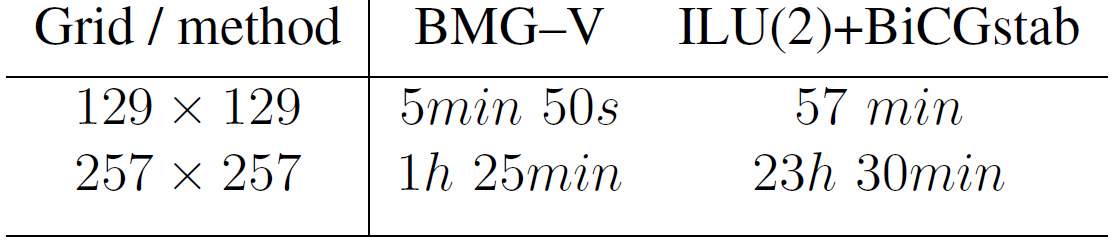 Grid / method BMG–V ILU(2)+BiCGstab
129 × 129 5min 50s 57 min
257 × 257 1h 25min 23h 30min